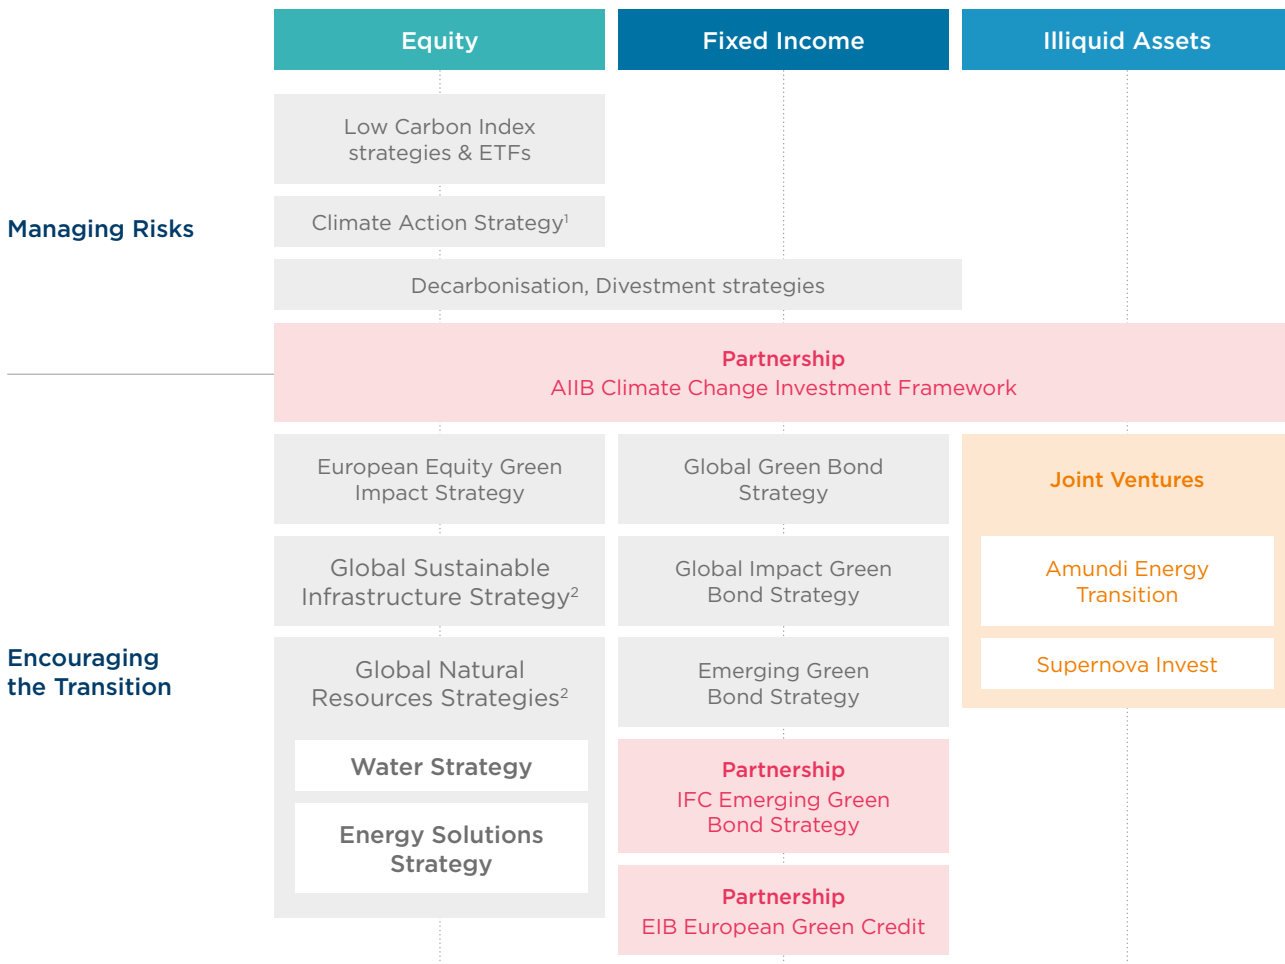 Equity
Fixed Income
Illiquid Assets
Managing Risks
Low Carbon Index
strategies & ETFs
Climate Action Strategy¹
Decarbonisation, Divestment strategies
Partnership
AIIB Climate Change Investment Framework
Encouraging
the Transition
European Equity Green
Impact Strategy
Global Sustainable
Infrastructure Strategy²
Global Natural
Resources Strategies²
Water Strategy
Energy Solutions
Strategy
Global Green Bond
Strategy
Global Impact Green
Bond Strategy
Emerging Green
Bond Strategy
Partnership
IFC Emerging Green
Bond Strategy
Partnership
EIB European Green Credit
Joint Ventures
Amundi Energy
Transition
Supernova Invest